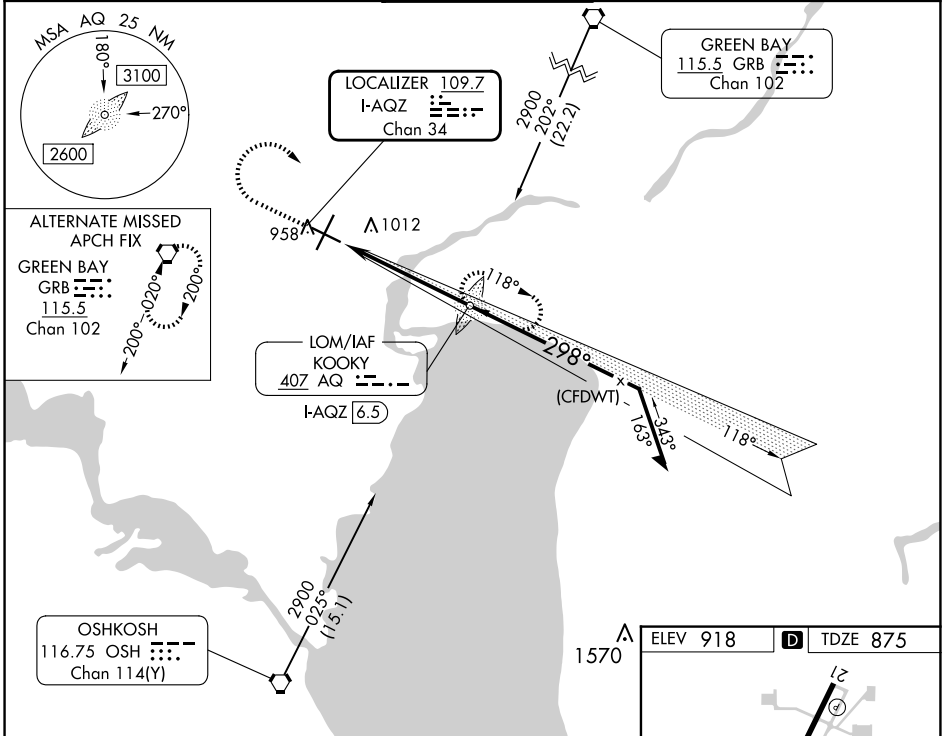 MSA AQ 25 NM
180°
3100
270°
2600
LOCALIZER 109.7
I-AQZ
Chan 34
2900
202°
(22.2)
GREEN BAY
115.5 GRB
Chan 102
ALTERNATE MISSED
APCH FIX
GREEN BAY
GRB
115.5
Chan 102
020°
200°
200°
958
1012
118°
LOM/IAF
KOOKY
407 AQ
I-AQZ 6.5
298°
(CFDWT)
343°
163°
118°
2900
025°
(15.1)
OSHKOSH
116.75 OSH
Chan 114(Y)
1570
ELEV 918 D TDZE 875
21
P